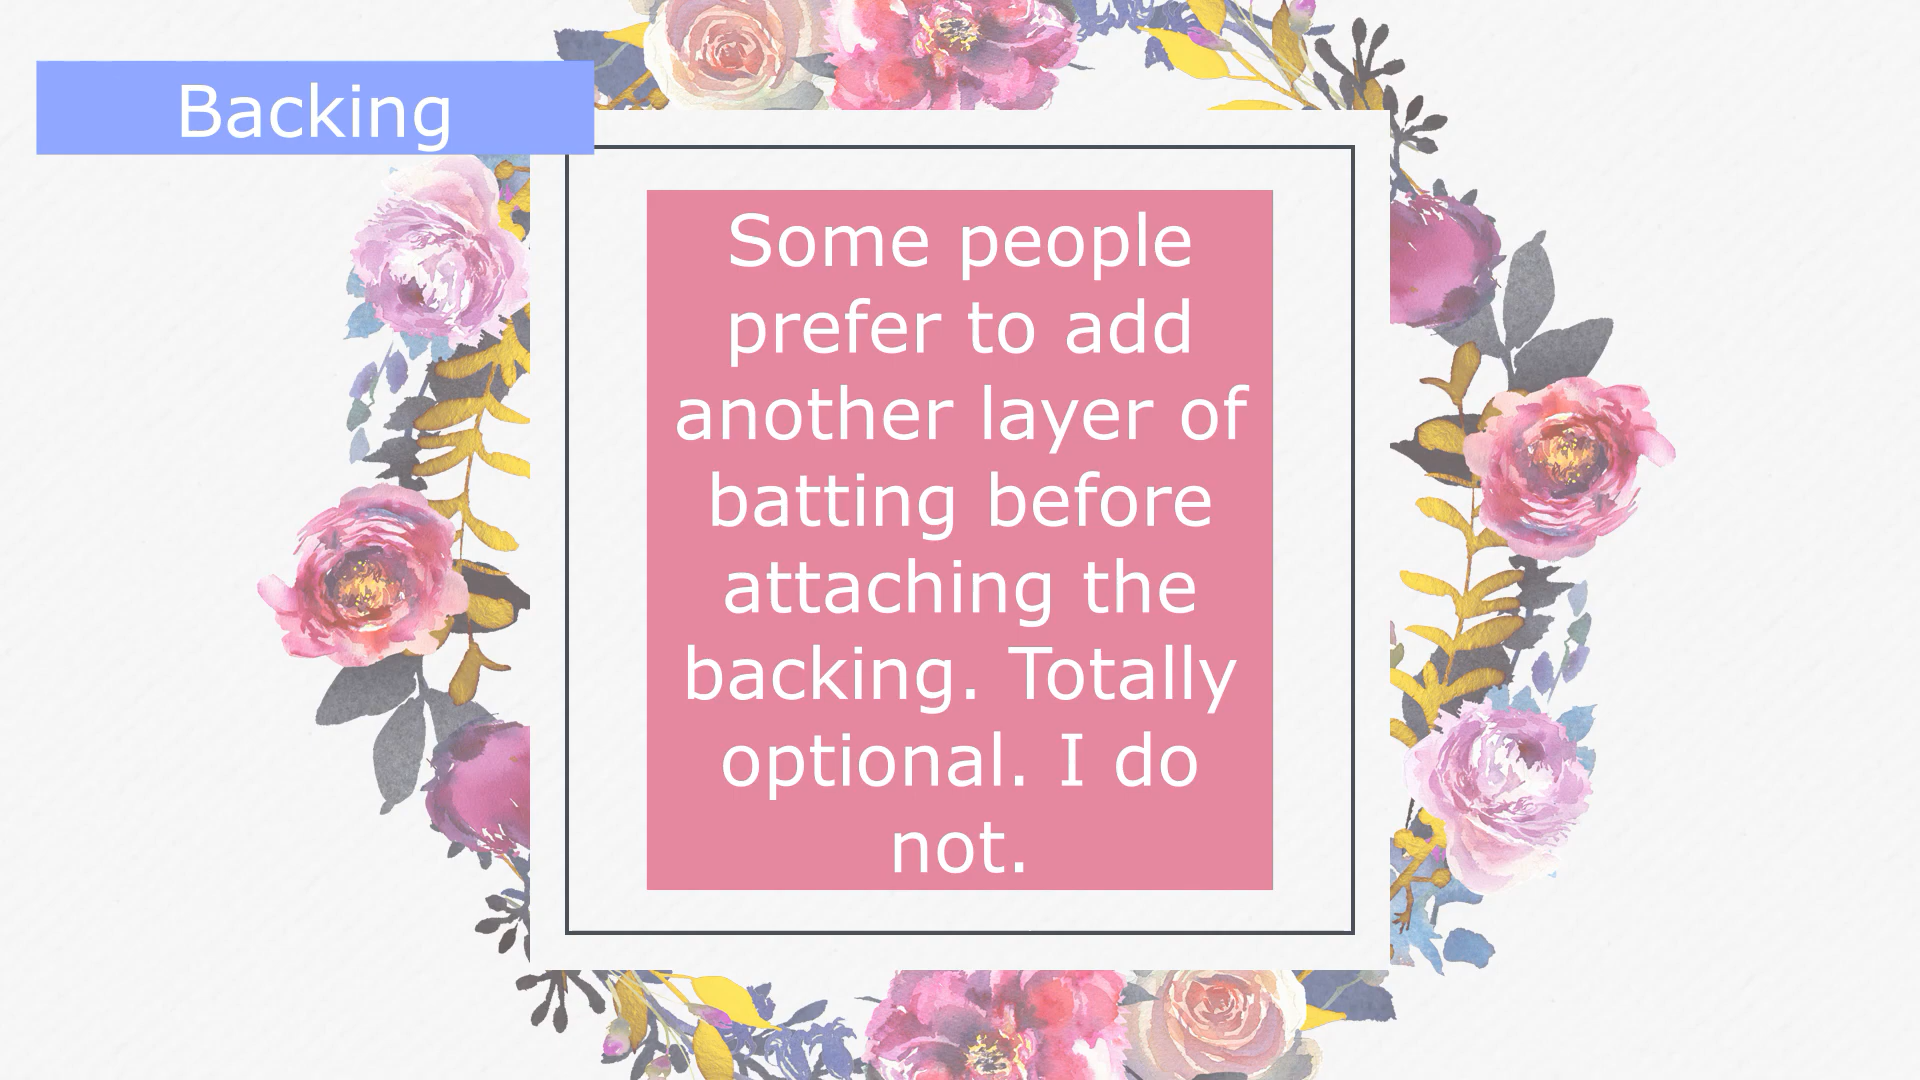 Backing
Some people
prefer to add
another layer of
batting before
attaching the
backing. Totally
optional. I do
not.